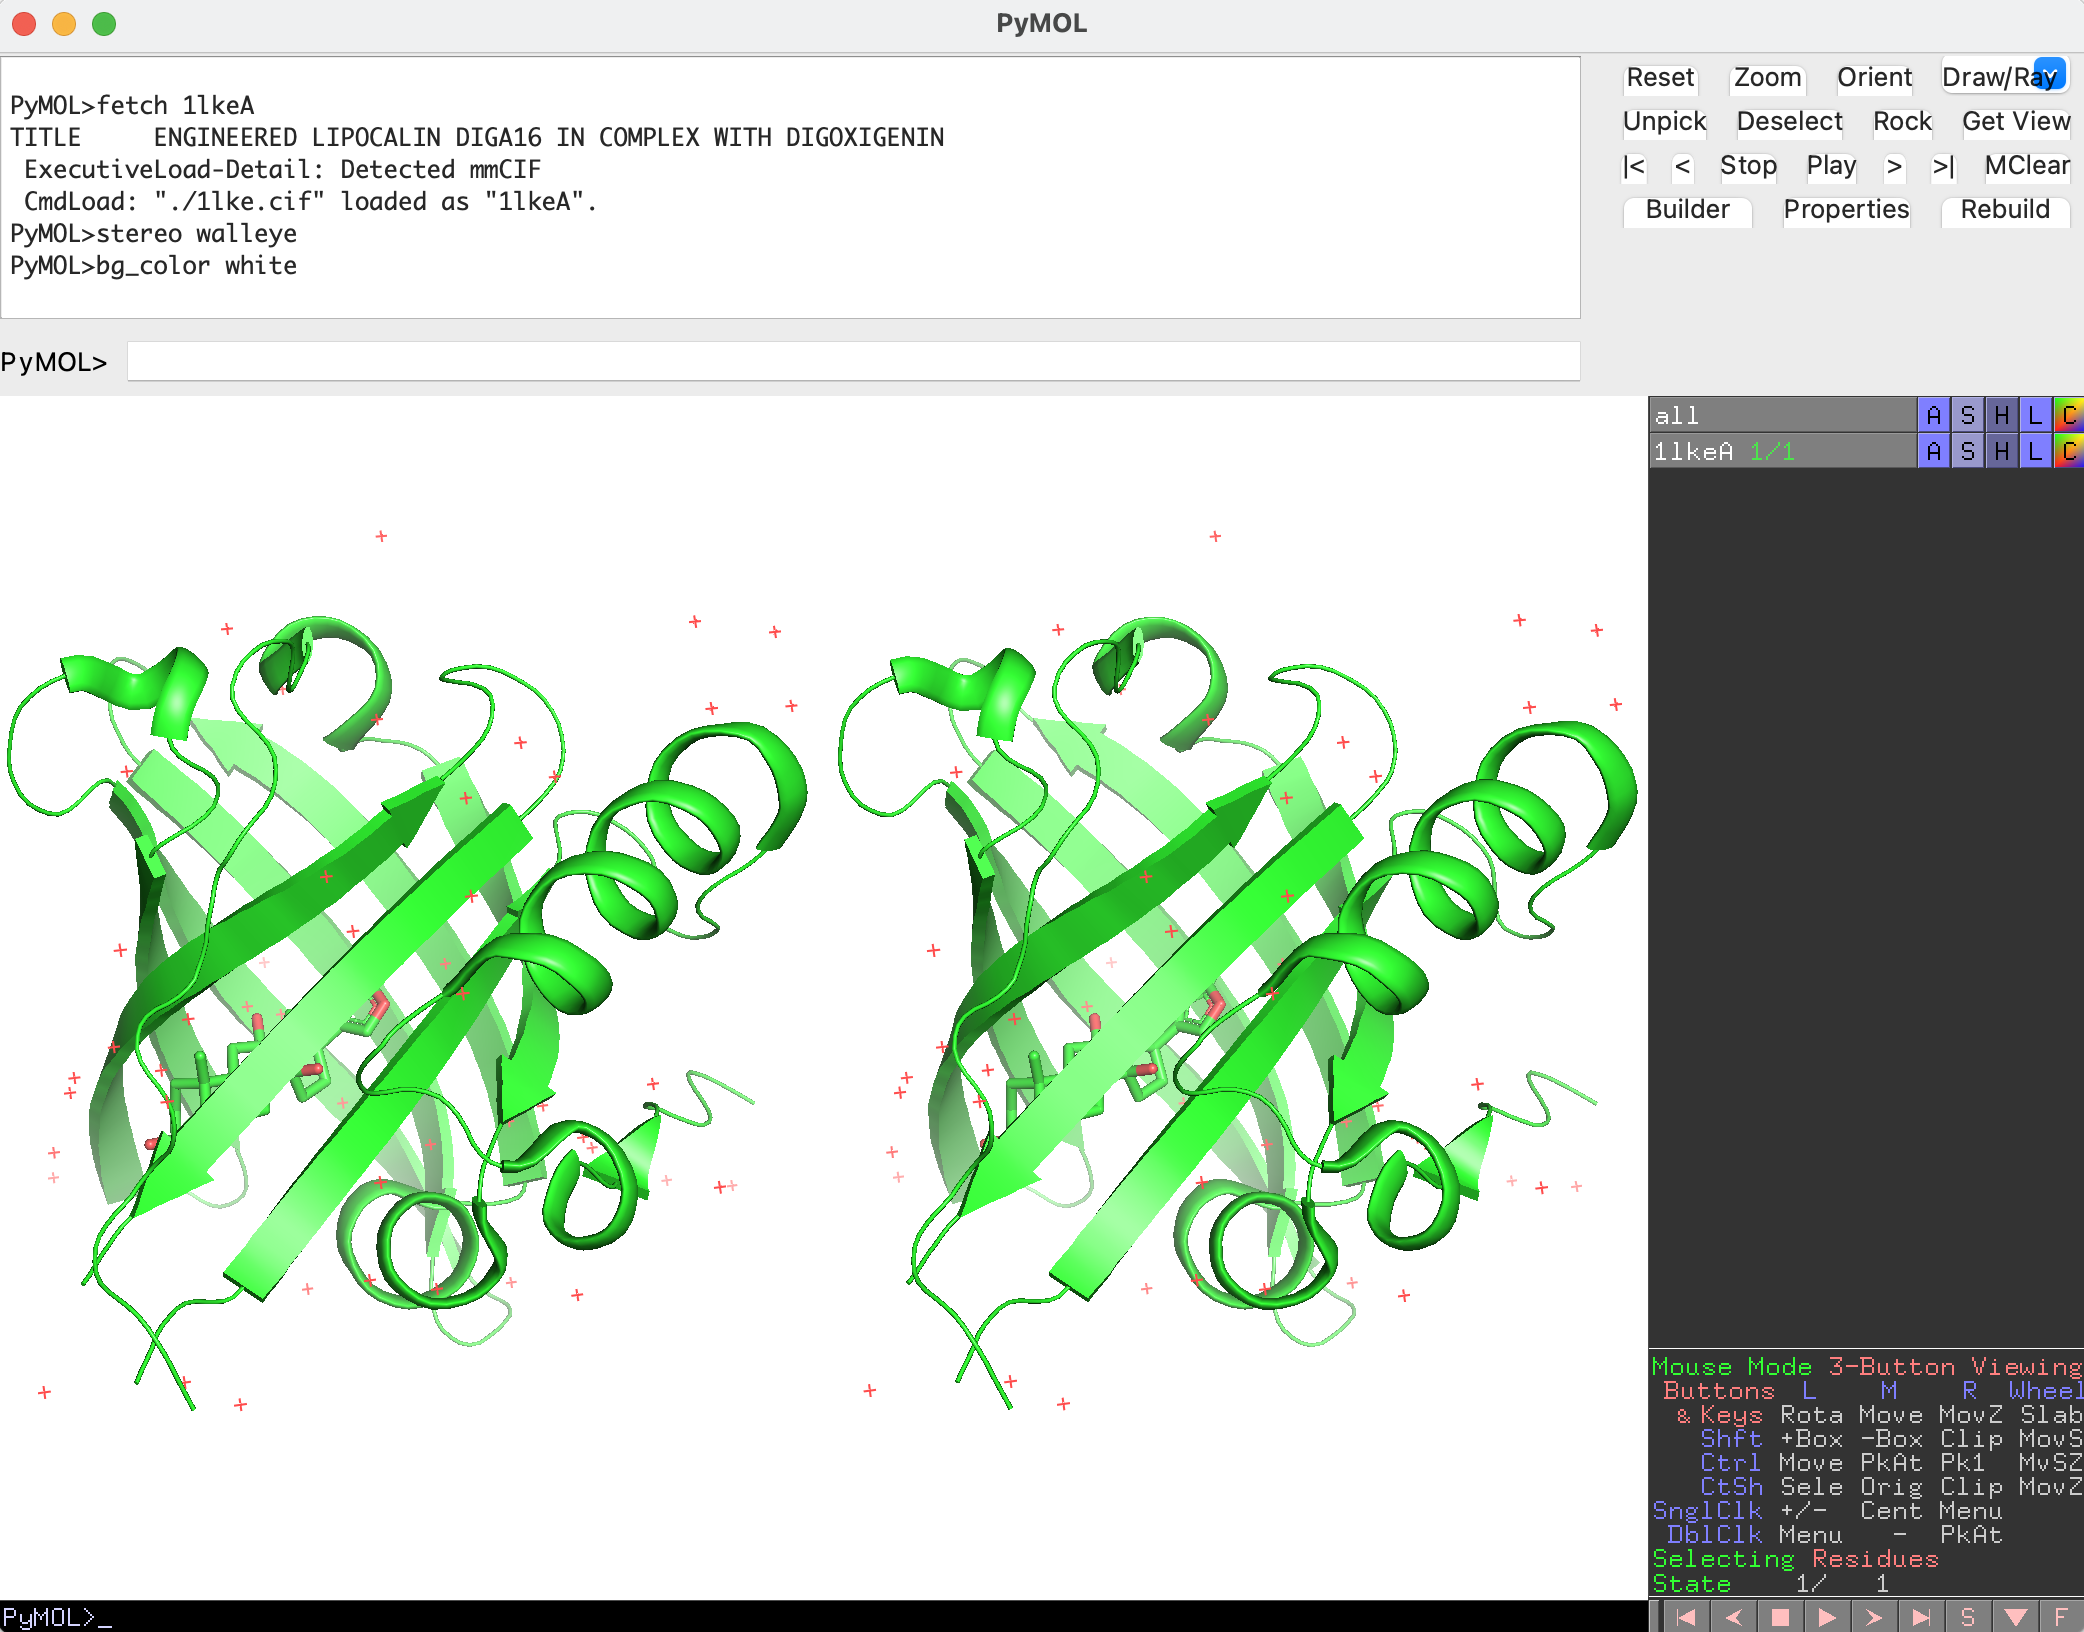 PyMOL
PyMOL>fetch 1lkeA
TITLE     ENGINEERED LIPOCALIN DIGA16 IN COMPLEX WITH DIGOXIGENIN
 ExecutiveLoad-Detail: Detected mmCIF
 CmdLoad: "./1lke.cif" loaded as "1lkeA".
PyMOL>stereo walleye
PyMOL>bg_color white
Reset Zoom Orient Draw/Ray
Unpick Deselect Rock Get View
|< < Stop Play > >| MClear
Builder Properties Rebuild
PyMOL>
all A S H L C
1lkeA 1/1 A S H L C
Mouse Mode 3-Button Viewing
Buttons L M R Wheel
& Keys Rota Move MovZ Slab
Shft +Box -Box Clip MovS
Ctrl Move PkAt Pk1 MvSZ
CtSh Sele Orig Clip MovZ
SnglClk +/- Cent Menu
DblClk Menu - PkAt
Selecting Residues
State 1/ 1
PyMOL>_
S F